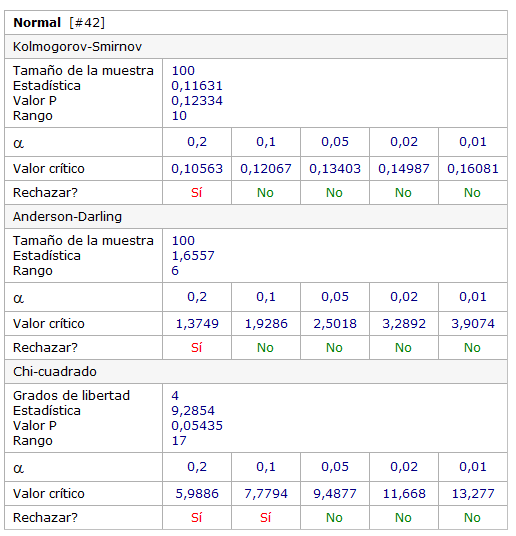 Normal [#42]
Kolmogorov-Smirnov
Tamaño de la muestra 100
Estadística 0,11631
Valor P 0,12334
Rango 10
α 0,2 0,1 0,05 0,02 0,01
Valor crítico 0,10563 0,12067 0,13403 0,14987 0,16081
Rechazar? Sí No No No No
Anderson-Darling
Tamaño de la muestra 100
Estadística 1,6557
Rango 6
α 0,2 0,1 0,05 0,02 0,01
Valor crítico 1,3749 1,9286 2,5018 3,2892 3,9074
Rechazar? Sí No No No No
Chi-cuadrado
Grados de libertad 4
Estadística 9,2854
Valor P 0,05435
Rango 17
α 0,2 0,1 0,05 0,02 0,01
Valor crítico 5,9886 7,7794 9,4877 11,668 13,277
Rechazar? Sí Sí No No No